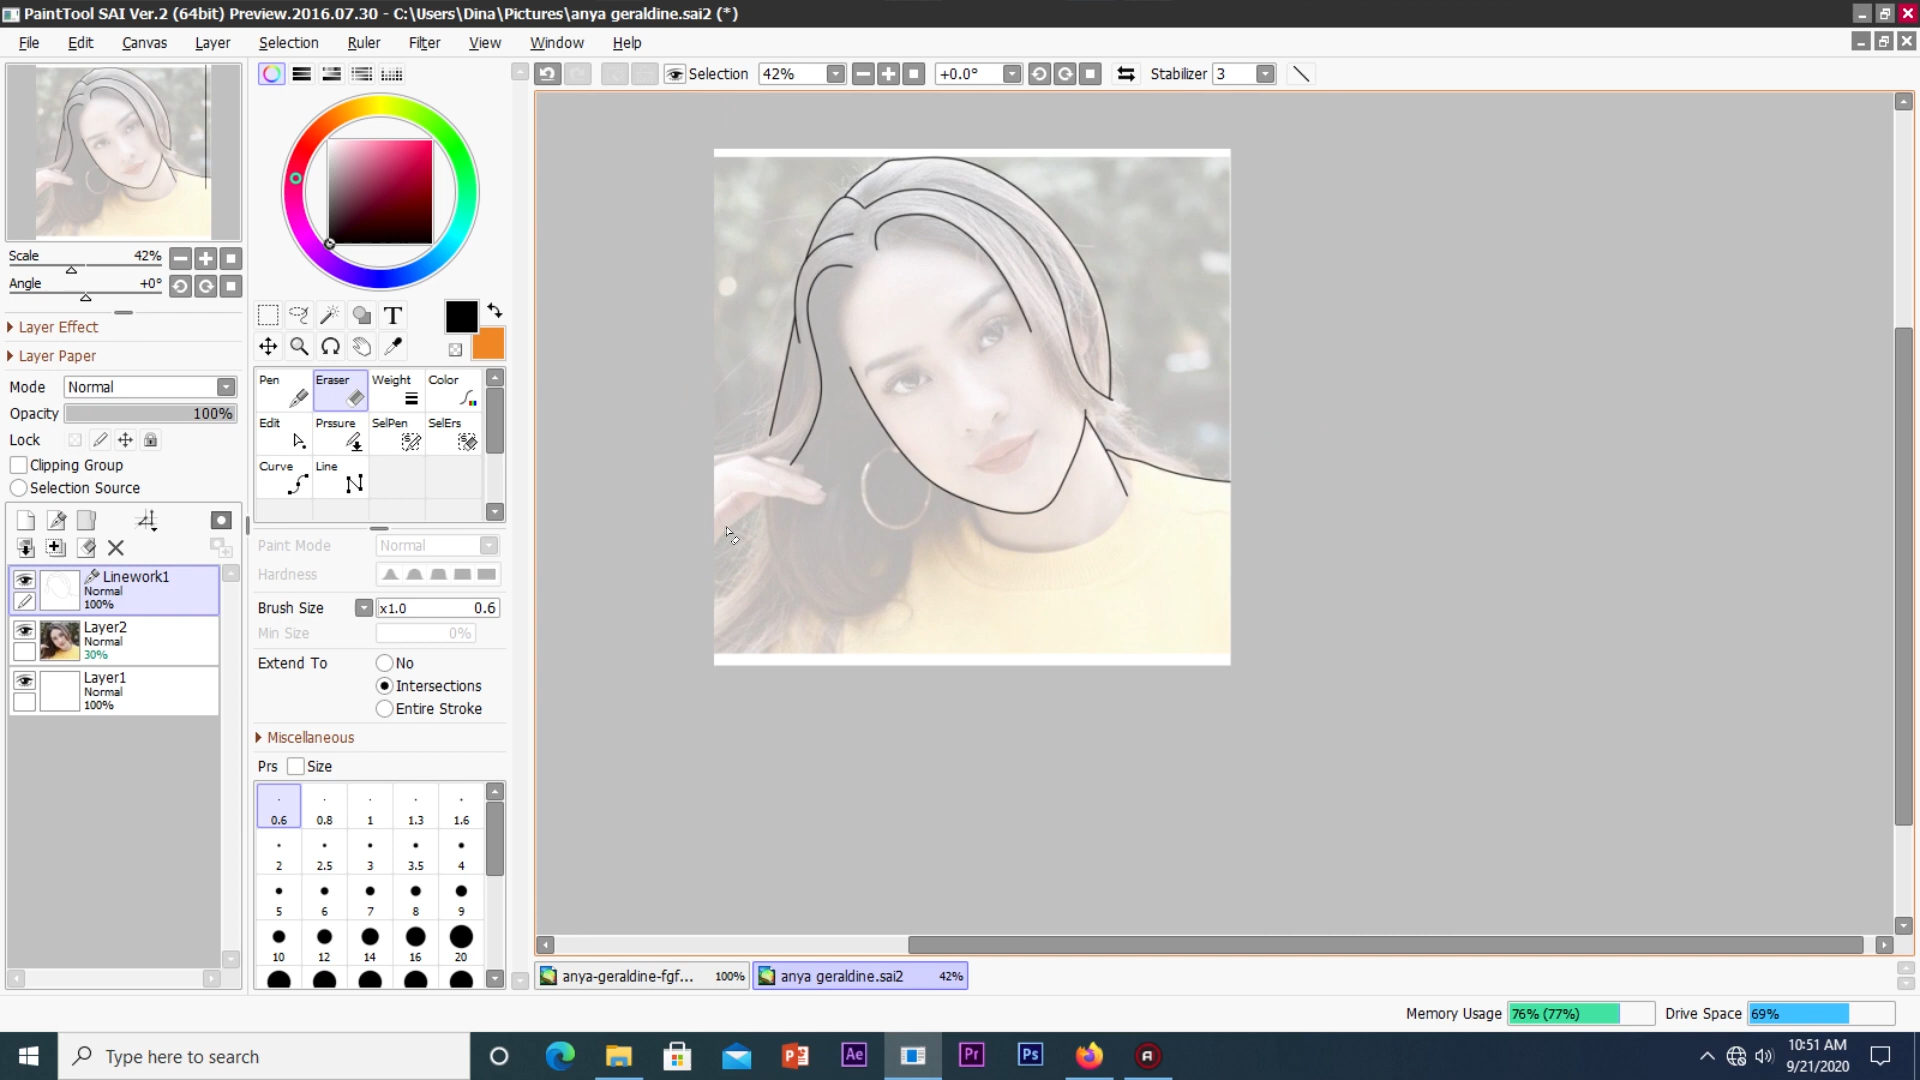 PaintTool SAI Ver.2 (64bit) Preview.2016.07.30 - C:\Users\Dina\Pictures\anya geraldine.sai2 (*)
File Edit Canvas Layer Selection Ruler Filter View Window Help
Selection 42% +0.0° Stabilizer 3
Scale 42%
Angle +0°
Layer Effect
Layer Paper
Mode Normal
Opacity 100%
Lock
Clipping Group
Selection Source
Linework1
Normal
100%
Layer2
Normal
30%
Layer1
Normal
100%
T
Pen Eraser Weight Color
Edit Prssure SelPen SelErs
Curve Line
Paint Mode Normal
Hardness
Brush Size x1.0 0.6
Min Size 0%
Extend To No
Intersections
Entire Stroke
Miscellaneous
Prs Size
0.6 0.8 1 1.3 1.6
2 2.5 3 3.5 4
5 6 7 8 9
10 12 14 16 20
anya-geraldine-fgf... 100% anya geraldine.sai2 42%
Memory Usage 76% (77%) Drive Space 69%
Type here to search
Ae Pr Ps
10:51 AM
9/21/2020